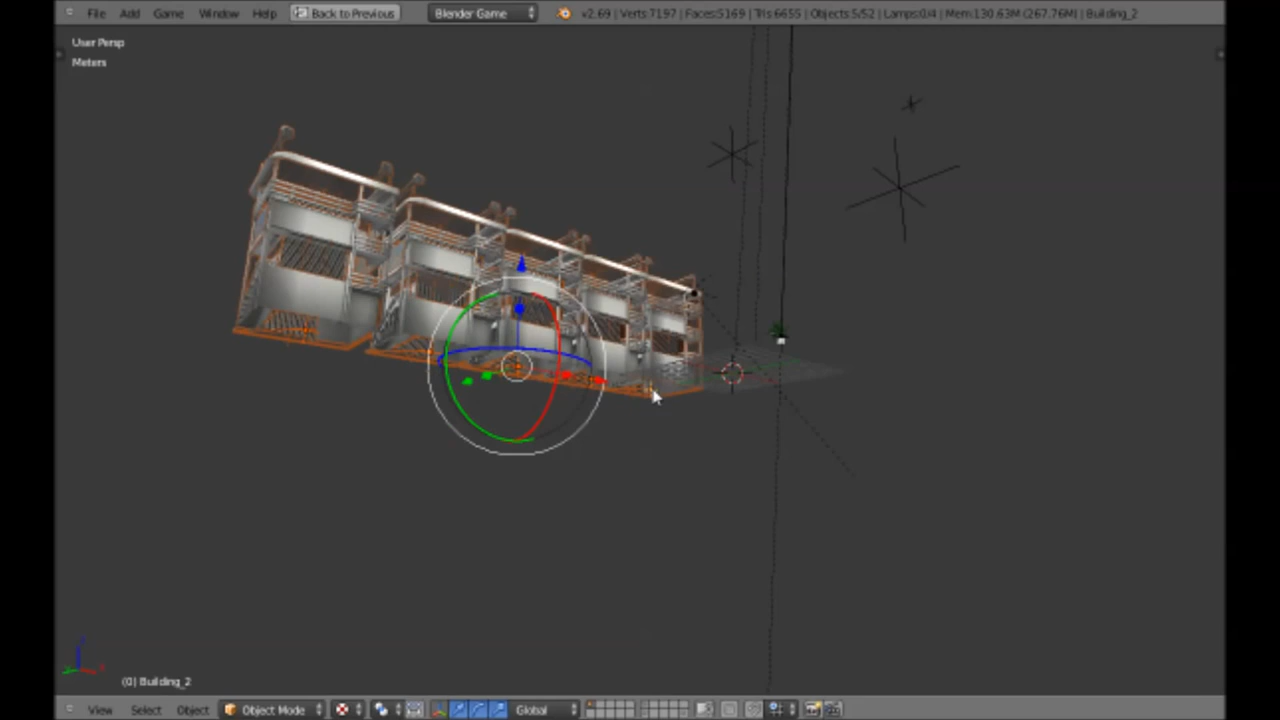 File Add Game Window Help Back to Previous Blender Game v2.69 | Verts:7197 | Faces:5169 | Tris:6655 | Objects:5/52 | Lamps:0/4 | Mem:130.63M (267.76M) | Building_2
User Persp
Meters
(0) Building_2
View Select Object Object Mode Global